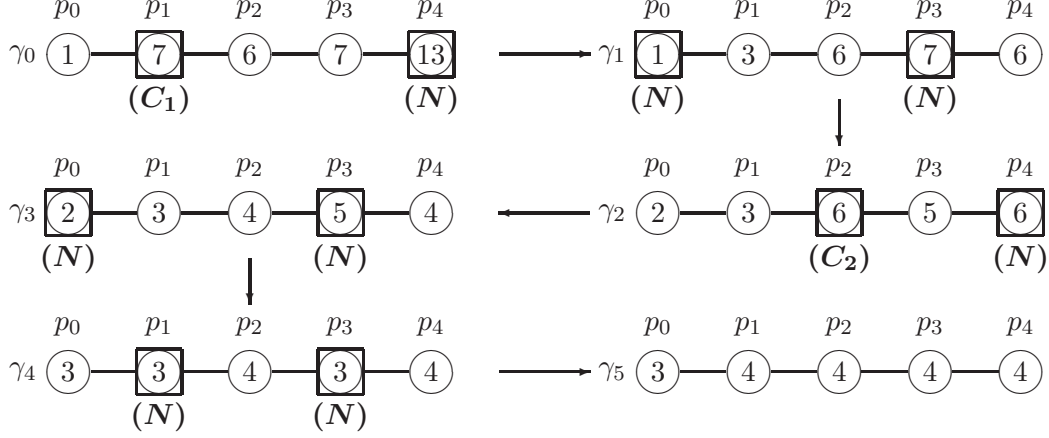 p₀ p₁ p₂ p₃ p₄ p₀ p₁ p₂ p₃ p₄
γ₀ 1 7 6 7 13 γ₁ 1 3 6 7 6
(C₁) (N) (N) (N)
p₀ p₁ p₂ p₃ p₄ p₀ p₁ p₂ p₃ p₄
γ₃ 2 3 4 5 4 γ₂ 2 3 6 5 6
(N) (N) (C₂) (N)
p₀ p₁ p₂ p₃ p₄ p₀ p₁ p₂ p₃ p₄
γ₄ 3 3 4 3 4 γ₅ 3 4 4 4 4
(N) (N)